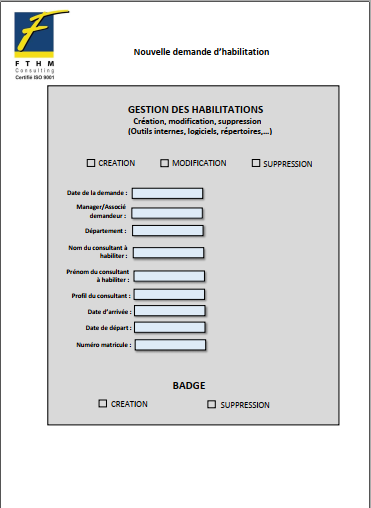 F T H M
Consulting
Certifié ISO 9001
Nouvelle demande d'habilitation
GESTION DES HABILITATIONS
Création, modification, suppression
(Outils internes, logiciels, répertoires,...)
CREATION MODIFICATION SUPPRESSION
Date de la demande :
Manager/Associé
demandeur :
Département :
Nom du consultant à
habiliter :
Prénom du consultant
à habiliter :
Profil du consultant :
Date d'arrivée :
Date de départ :
Numéro matricule :
BADGE
CREATION SUPPRESSION